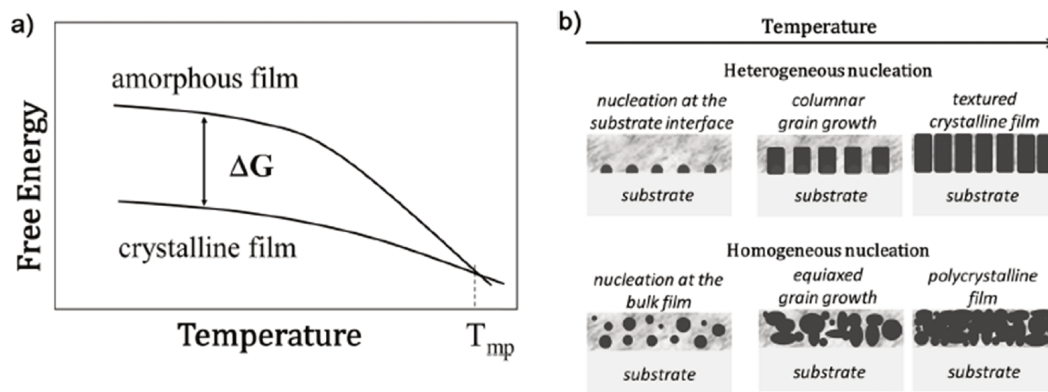 a)
Free Energy
amorphous film
ΔG
crystalline film
Temperature
T mp
b)
Temperature
Heterogeneous nucleation
nucleation at the
substrate interface
columnar
grain growth
textured
crystalline film
substrate
substrate
substrate
Homogeneous nucleation
nucleation at the
bulk film
equiaxed
grain growth
polycrystalline
film
substrate
substrate
substrate